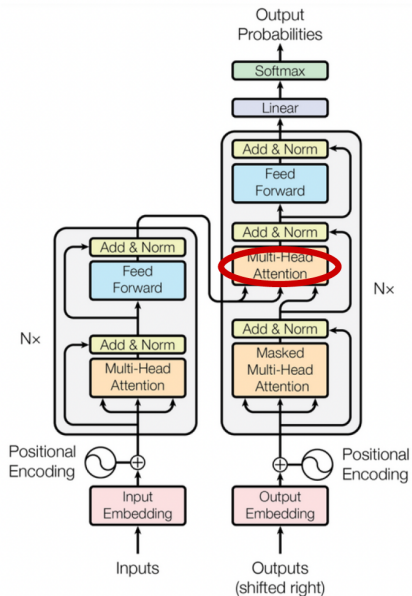 Output
Probabilities
Softmax
Linear
Add & Norm
Feed
Forward
Add & Norm
Multi-Head
Attention
Add & Norm
Masked
Multi-Head
Attention
Nx
Positional
Encoding
Output
Embedding
Outputs
(shifted right)
Add & Norm
Feed
Forward
Add & Norm
Multi-Head
Attention
Nx
Positional
Encoding
Input
Embedding
Inputs